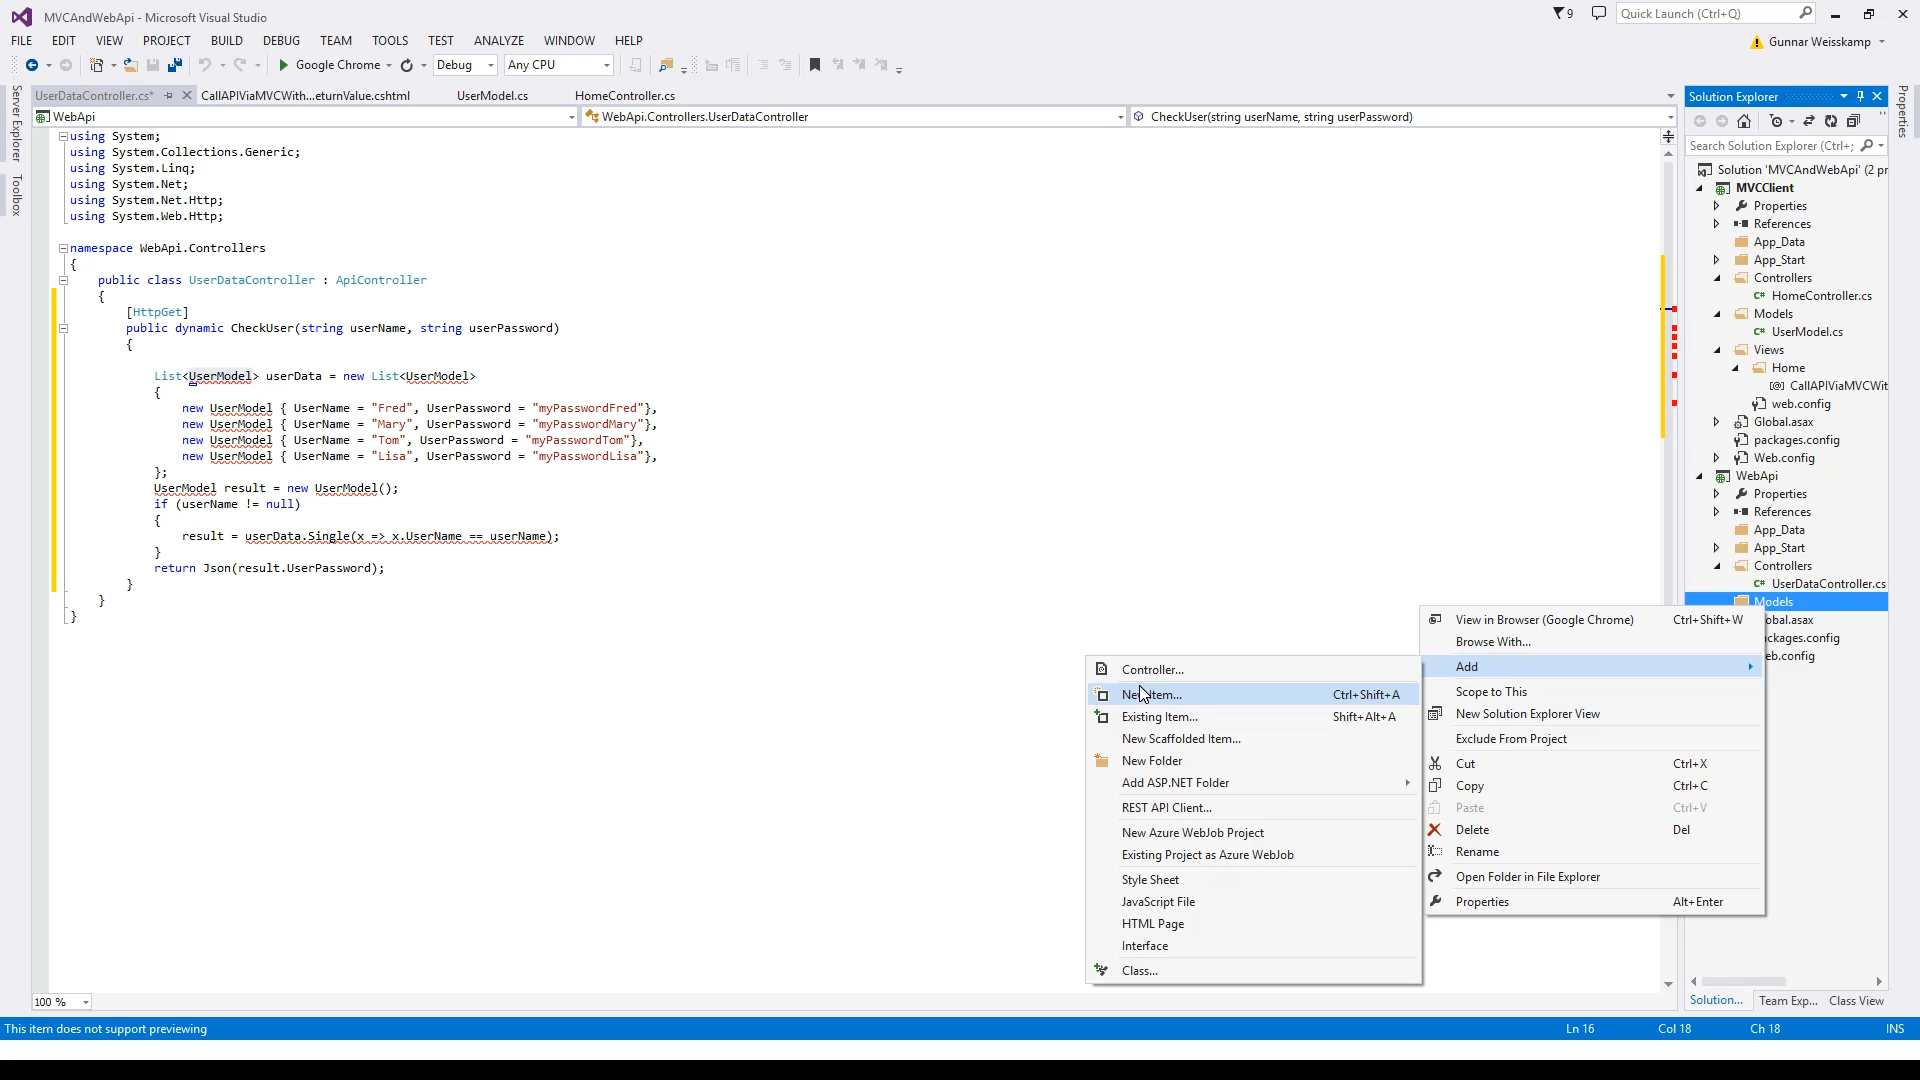 MVCAndWebApi - Microsoft Visual Studio
9
Quick Launch (Ctrl+Q)
FILE EDIT VIEW PROJECT BUILD DEBUG TEAM TOOLS TEST ANALYZE WINDOW HELP
Gunnar Weisskamp
Google Chrome Debug Any CPU
Server Explorer
Toolbox
UserDataController.cs* CallAPIViaMVCWith...eturnValue.cshtml UserModel.cs HomeController.cs
WebApi WebApi.Controllers.UserDataController CheckUser(string userName, string userPassword)
using System;
using System.Collections.Generic;
using System.Linq;
using System.Net;
using System.Net.Http;
using System.Web.Http;
namespace WebApi.Controllers
{
public class UserDataController : ApiController
{
[HttpGet]
public dynamic CheckUser(string userName, string userPassword)
{
List<UserModel> userData = new List<UserModel>
{
new UserModel { UserName = "Fred", UserPassword = "myPasswordFred"},
new UserModel { UserName = "Mary", UserPassword = "myPasswordMary"},
new UserModel { UserName = "Tom", UserPassword = "myPasswordTom"},
new UserModel { UserName = "Lisa", UserPassword = "myPasswordLisa"},
};
UserModel result = new UserModel();
if (userName != null)
{
result = userData.Single(x => x.UserName == userName);
}
return Json(result.UserPassword);
}
}
}
Solution Explorer
Properties
Search Solution Explorer (Ctrl+;
Solution 'MVCAndWebApi' (2 pr
MVCClient
Properties
References
App_Data
App_Start
Controllers
HomeController.cs
Models
UserModel.cs
Views
Home
CallAPIViaMVCWit
web.config
Global.asax
packages.config
Web.config
WebApi
Properties
References
App_Data
App_Start
Controllers
UserDataController.cs
Models
obal.asax
ckages.config
eb.config
View in Browser (Google Chrome) Ctrl+Shift+W
Browse With...
Add
Scope to This
New Solution Explorer View
Exclude From Project
Cut Ctrl+X
Copy Ctrl+C
Paste Ctrl+V
Delete Del
Rename
Open Folder in File Explorer
Properties Alt+Enter
Controller...
New Item... Ctrl+Shift+A
Existing Item... Shift+Alt+A
New Scaffolded Item...
New Folder
Add ASP.NET Folder
REST API Client...
New Azure WebJob Project
Existing Project as Azure WebJob
Style Sheet
JavaScript File
HTML Page
Interface
Class...
100 %
Solution... Team Exp... Class View
This item does not support previewing Ln 16 Col 18 Ch 18 INS